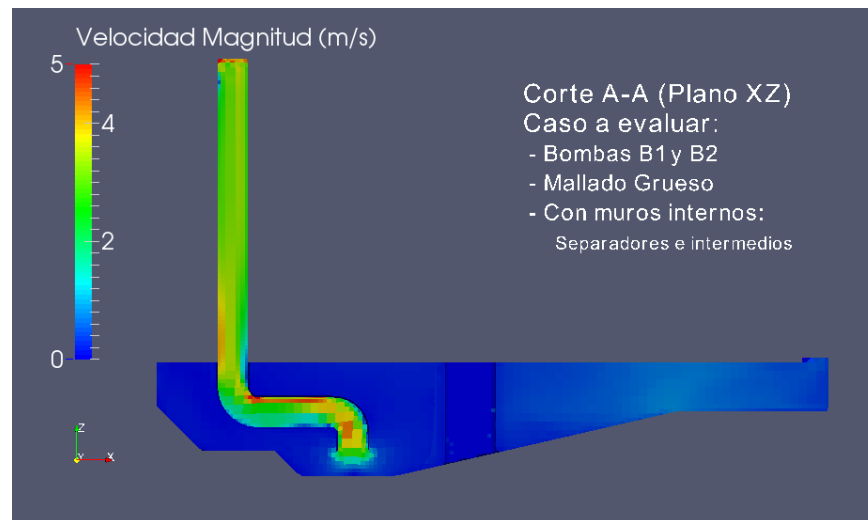 Velocidad Magnitud (m/s)
5
4
2
0
Corte A-A (Plano XZ)
Caso a evaluar:
- Bombas B1 y B2
- Mallado Grueso
- Con muros internos:
Separadores e intermedios
Z
Y
X